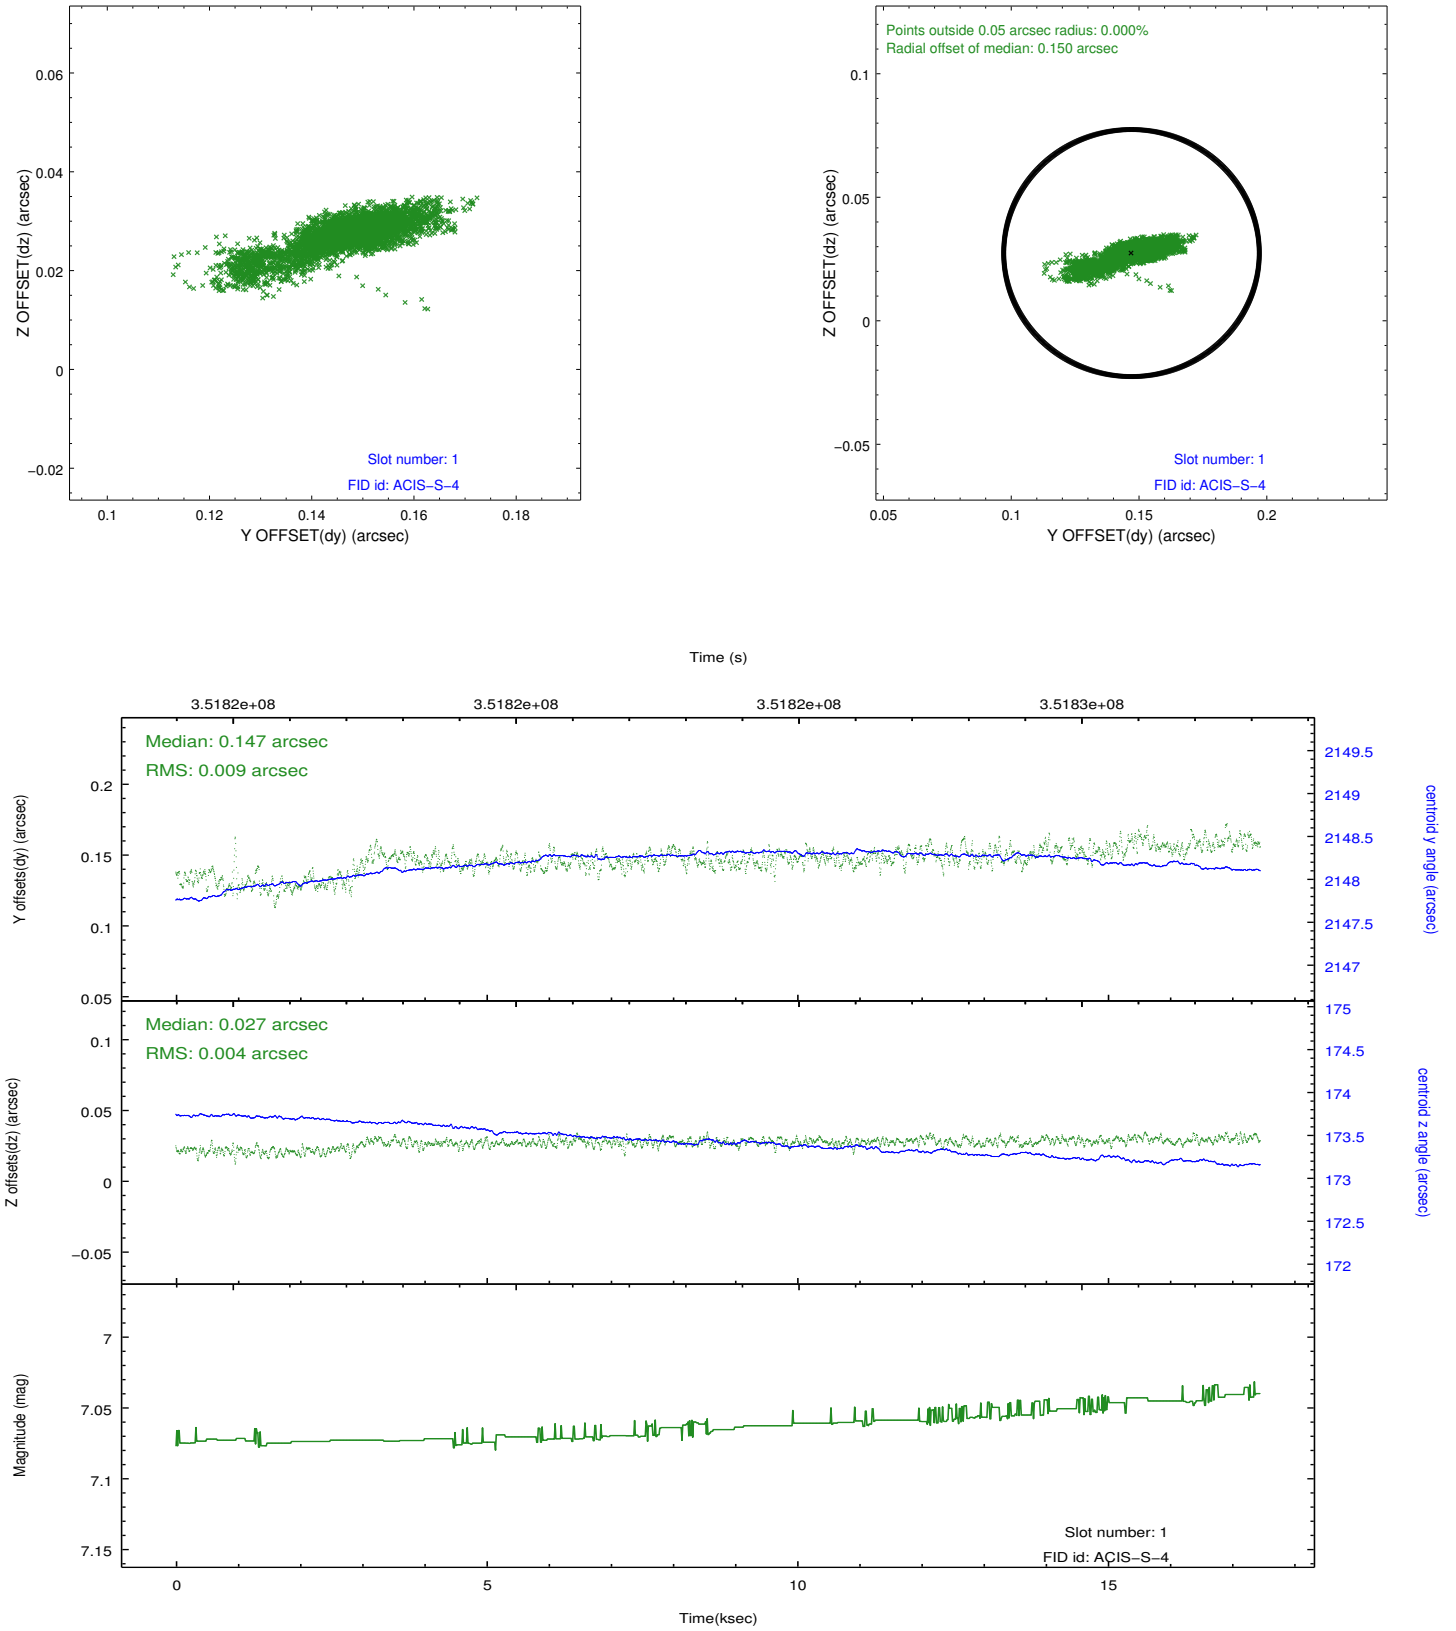 0.06
0.04
0.02
0
−0.02
Z OFFSET(dz) (arcsec)
Slot number: 1
FID id: ACIS−S−4
0.1 0.12 0.14 0.16 0.18
Y OFFSET(dy) (arcsec)
Points outside 0.05 arcsec radius: 0.000%
Radial offset of median: 0.150 arcsec
0.1
0.05
0
−0.05
Z OFFSET(dz) (arcsec)
Slot number: 1
FID id: ACIS−S−4
0.05 0.1 0.15 0.2
Y OFFSET(dy) (arcsec)
Time (s)
3.5182e+08 3.5182e+08 3.5182e+08 3.5183e+08
Median: 0.147 arcsec
RMS: 0.009 arcsec
0.2
0.15
0.1
0.05
Y offsets(dy) (arcsec)
2149.5
2149
2148.5
2148
2147.5
2147
centroid y angle (arcsec)
Median: 0.027 arcsec
RMS: 0.004 arcsec
0.1
0.05
0
−0.05
Z offsets(dz) (arcsec)
175
174.5
174
173.5
173
172.5
172
centroid z angle (arcsec)
7
7.05
7.1
7.15
Magnitude (mag)
Slot number: 1
FID id: ACIS−S−4
0 5 10 15
Time(ksec)